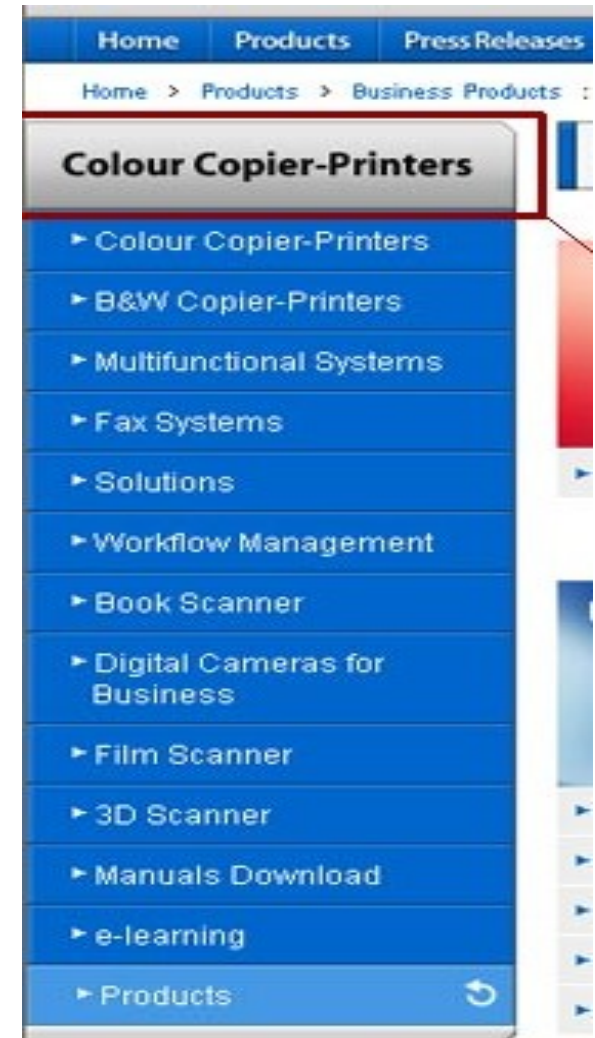 Home Products Press Releases
Home > Products > Business Products :
Colour Copier-Printers
Colour Copier-Printers
B&W Copier-Printers
Multifunctional Systems
Fax Systems
Solutions
Workflow Management
Book Scanner
Digital Cameras for
Business
Film Scanner
3D Scanner
Manuals Download
e-learning
Products